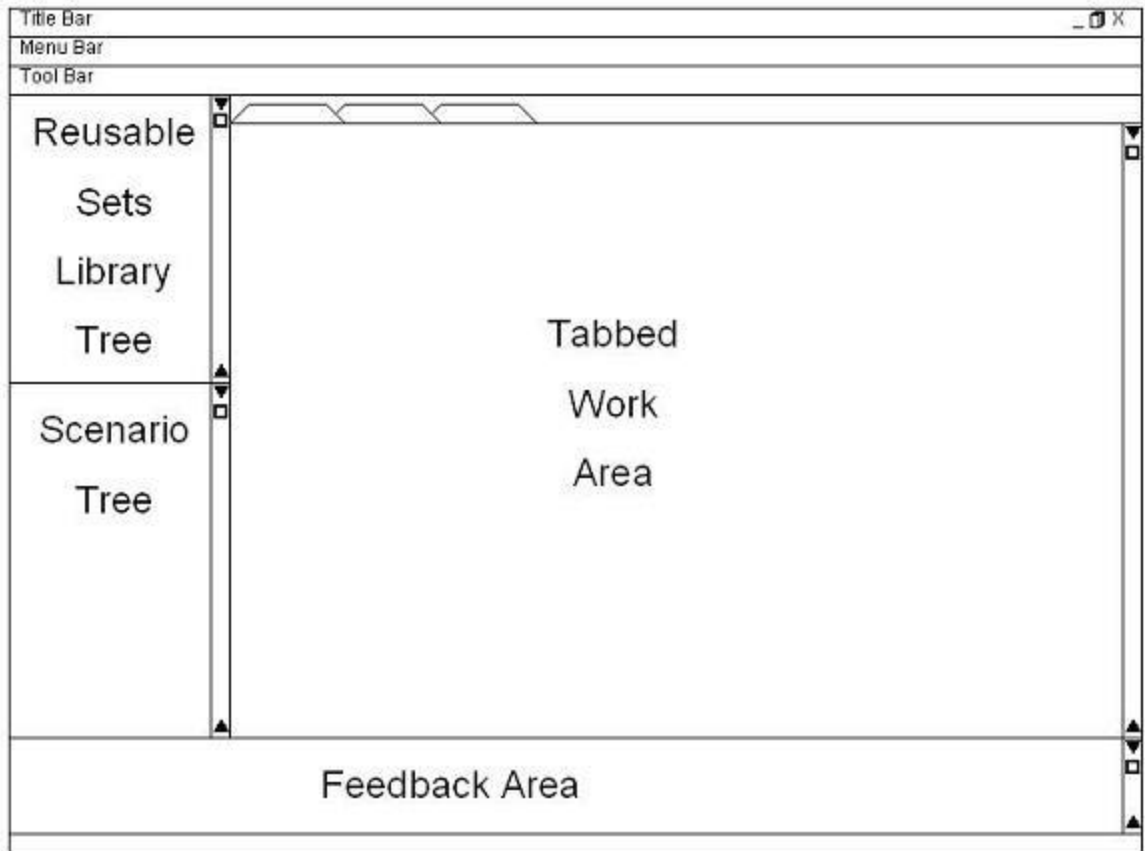 Title Bar
Menu Bar
Tool Bar
Reusable
Sets
Library
Tree
Scenario
Tree
Tabbed
Work
Area
Feedback Area